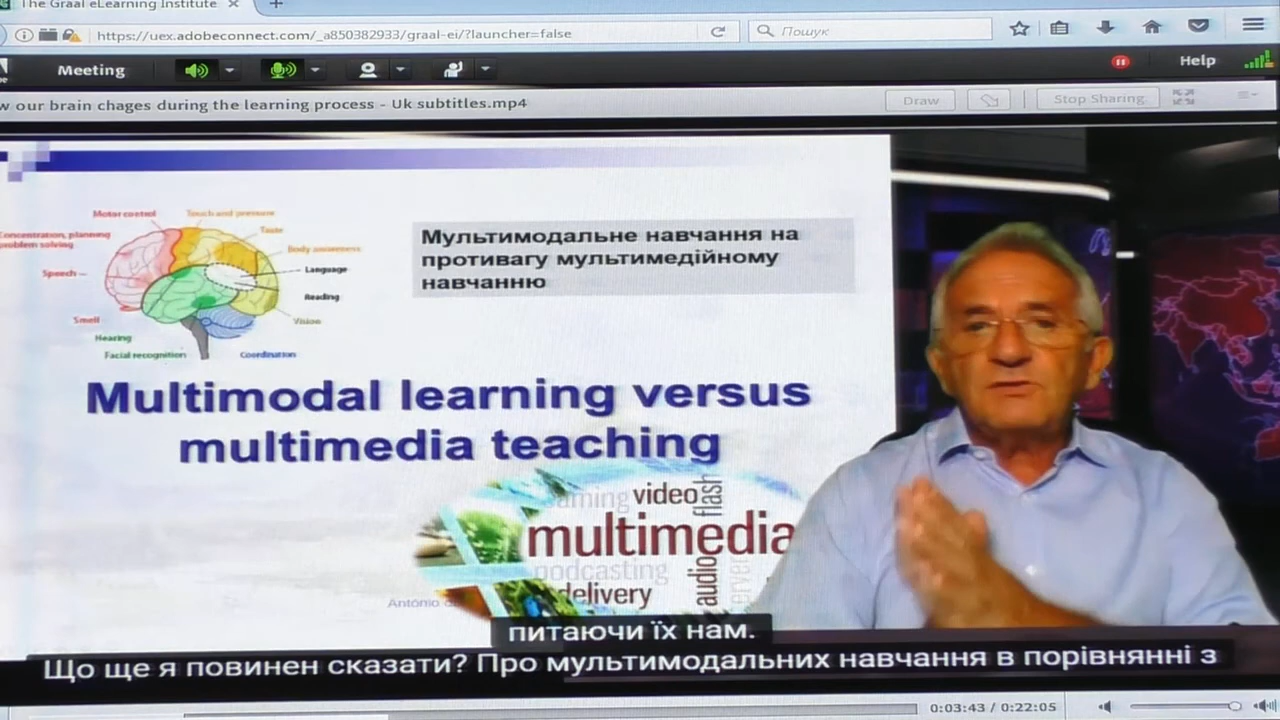 The Graal eLearning Institute
https://uex.adobeconnect.com/_a850382933/graal-ei/?launcher=false
Пошук
Meeting
Help
our brain chages during the learning process - Uk subtitles.mp4
Draw
Stop Sharing
Motor control
Touch and pressure
Concentration, planning
problem solving
Taste
Body awareness
Speech
Language
Reading
Smell
Vision
Hearing
Facial recognition
Coordination
Мультимодальне навчання на
противагу мультимедійному
навчанню
Multimodal learning versus
multimedia teaching
video
flash
multimedia
podcasting
audio
delivery
António
питаючи їх нам.
Що ще я повинен сказати? Про мультимодальних навчання в порівнянні з
0:03:43 / 0:22:05